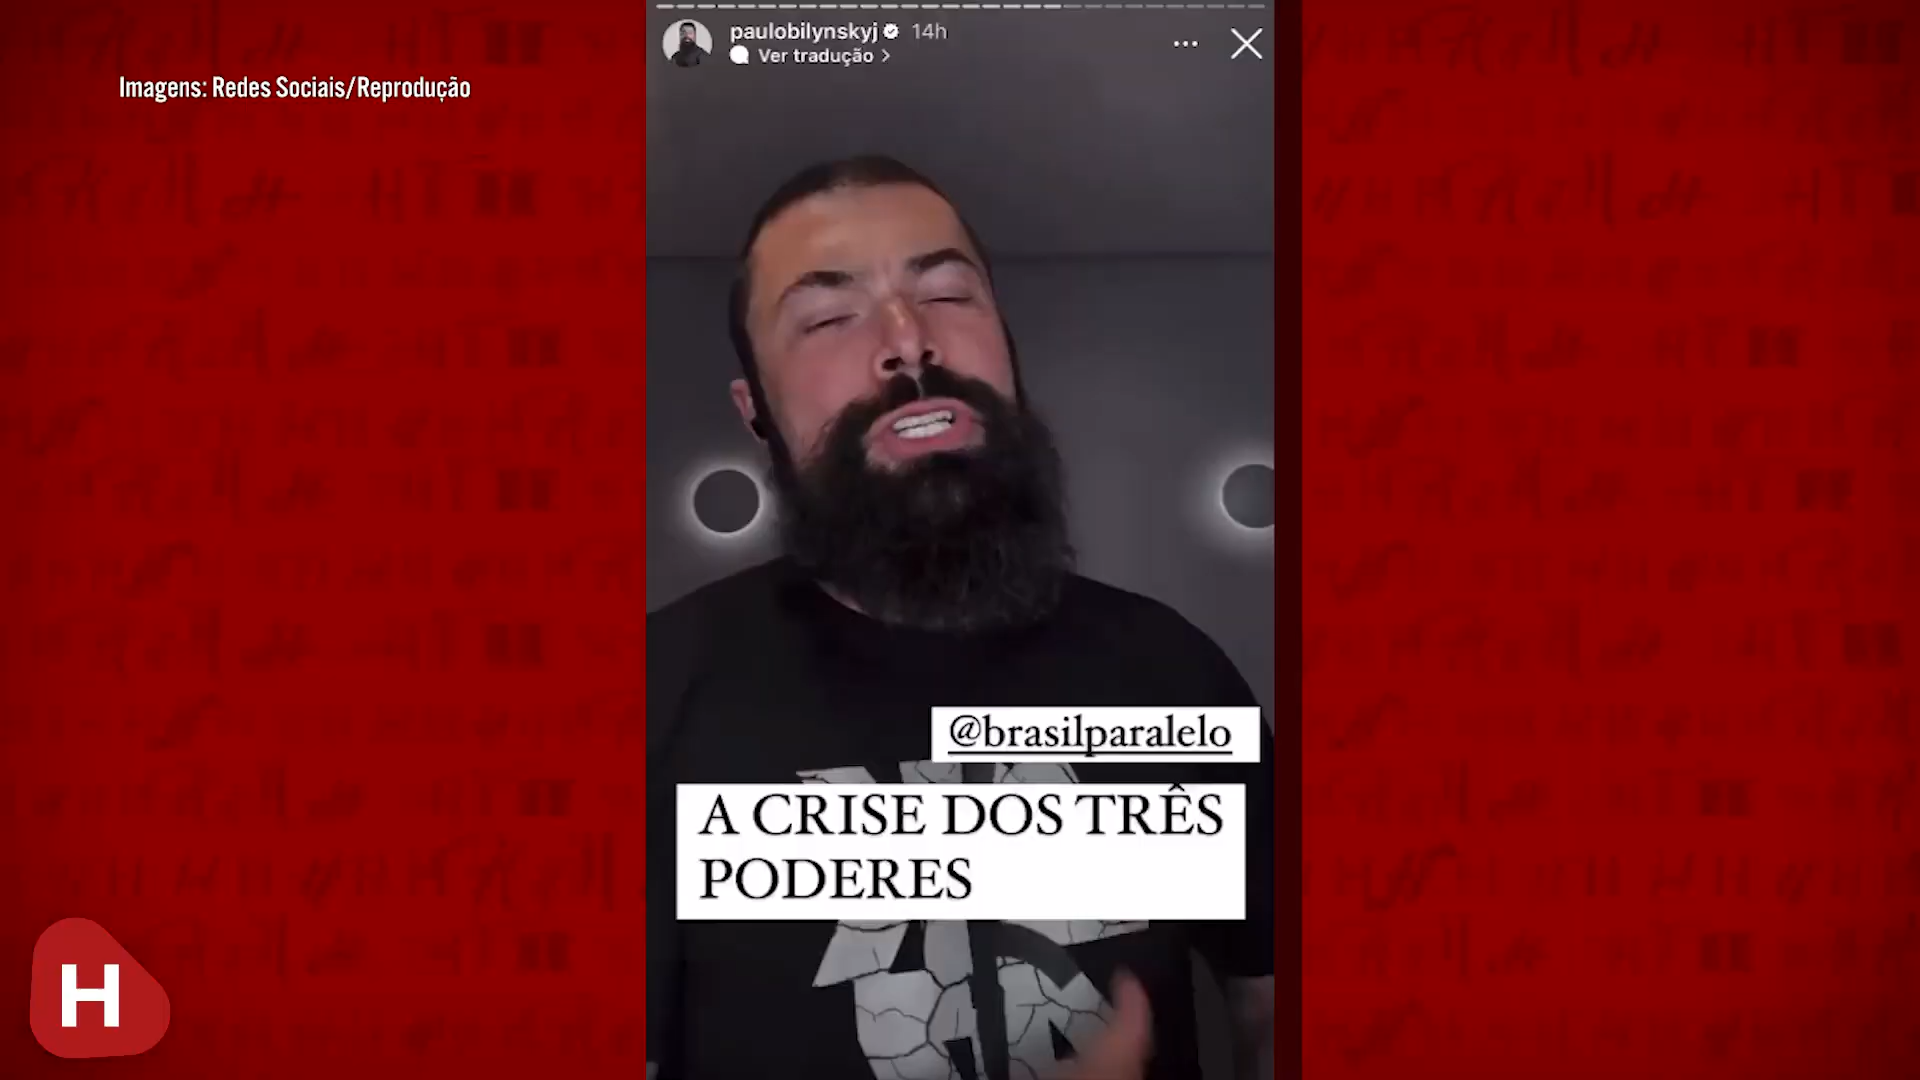 paulobilynskyj 14h
Ver tradução >
Imagens: Redes Sociais/Reprodução
@brasilparalelo
A CRISE DOS TRÊS
PODERES
H